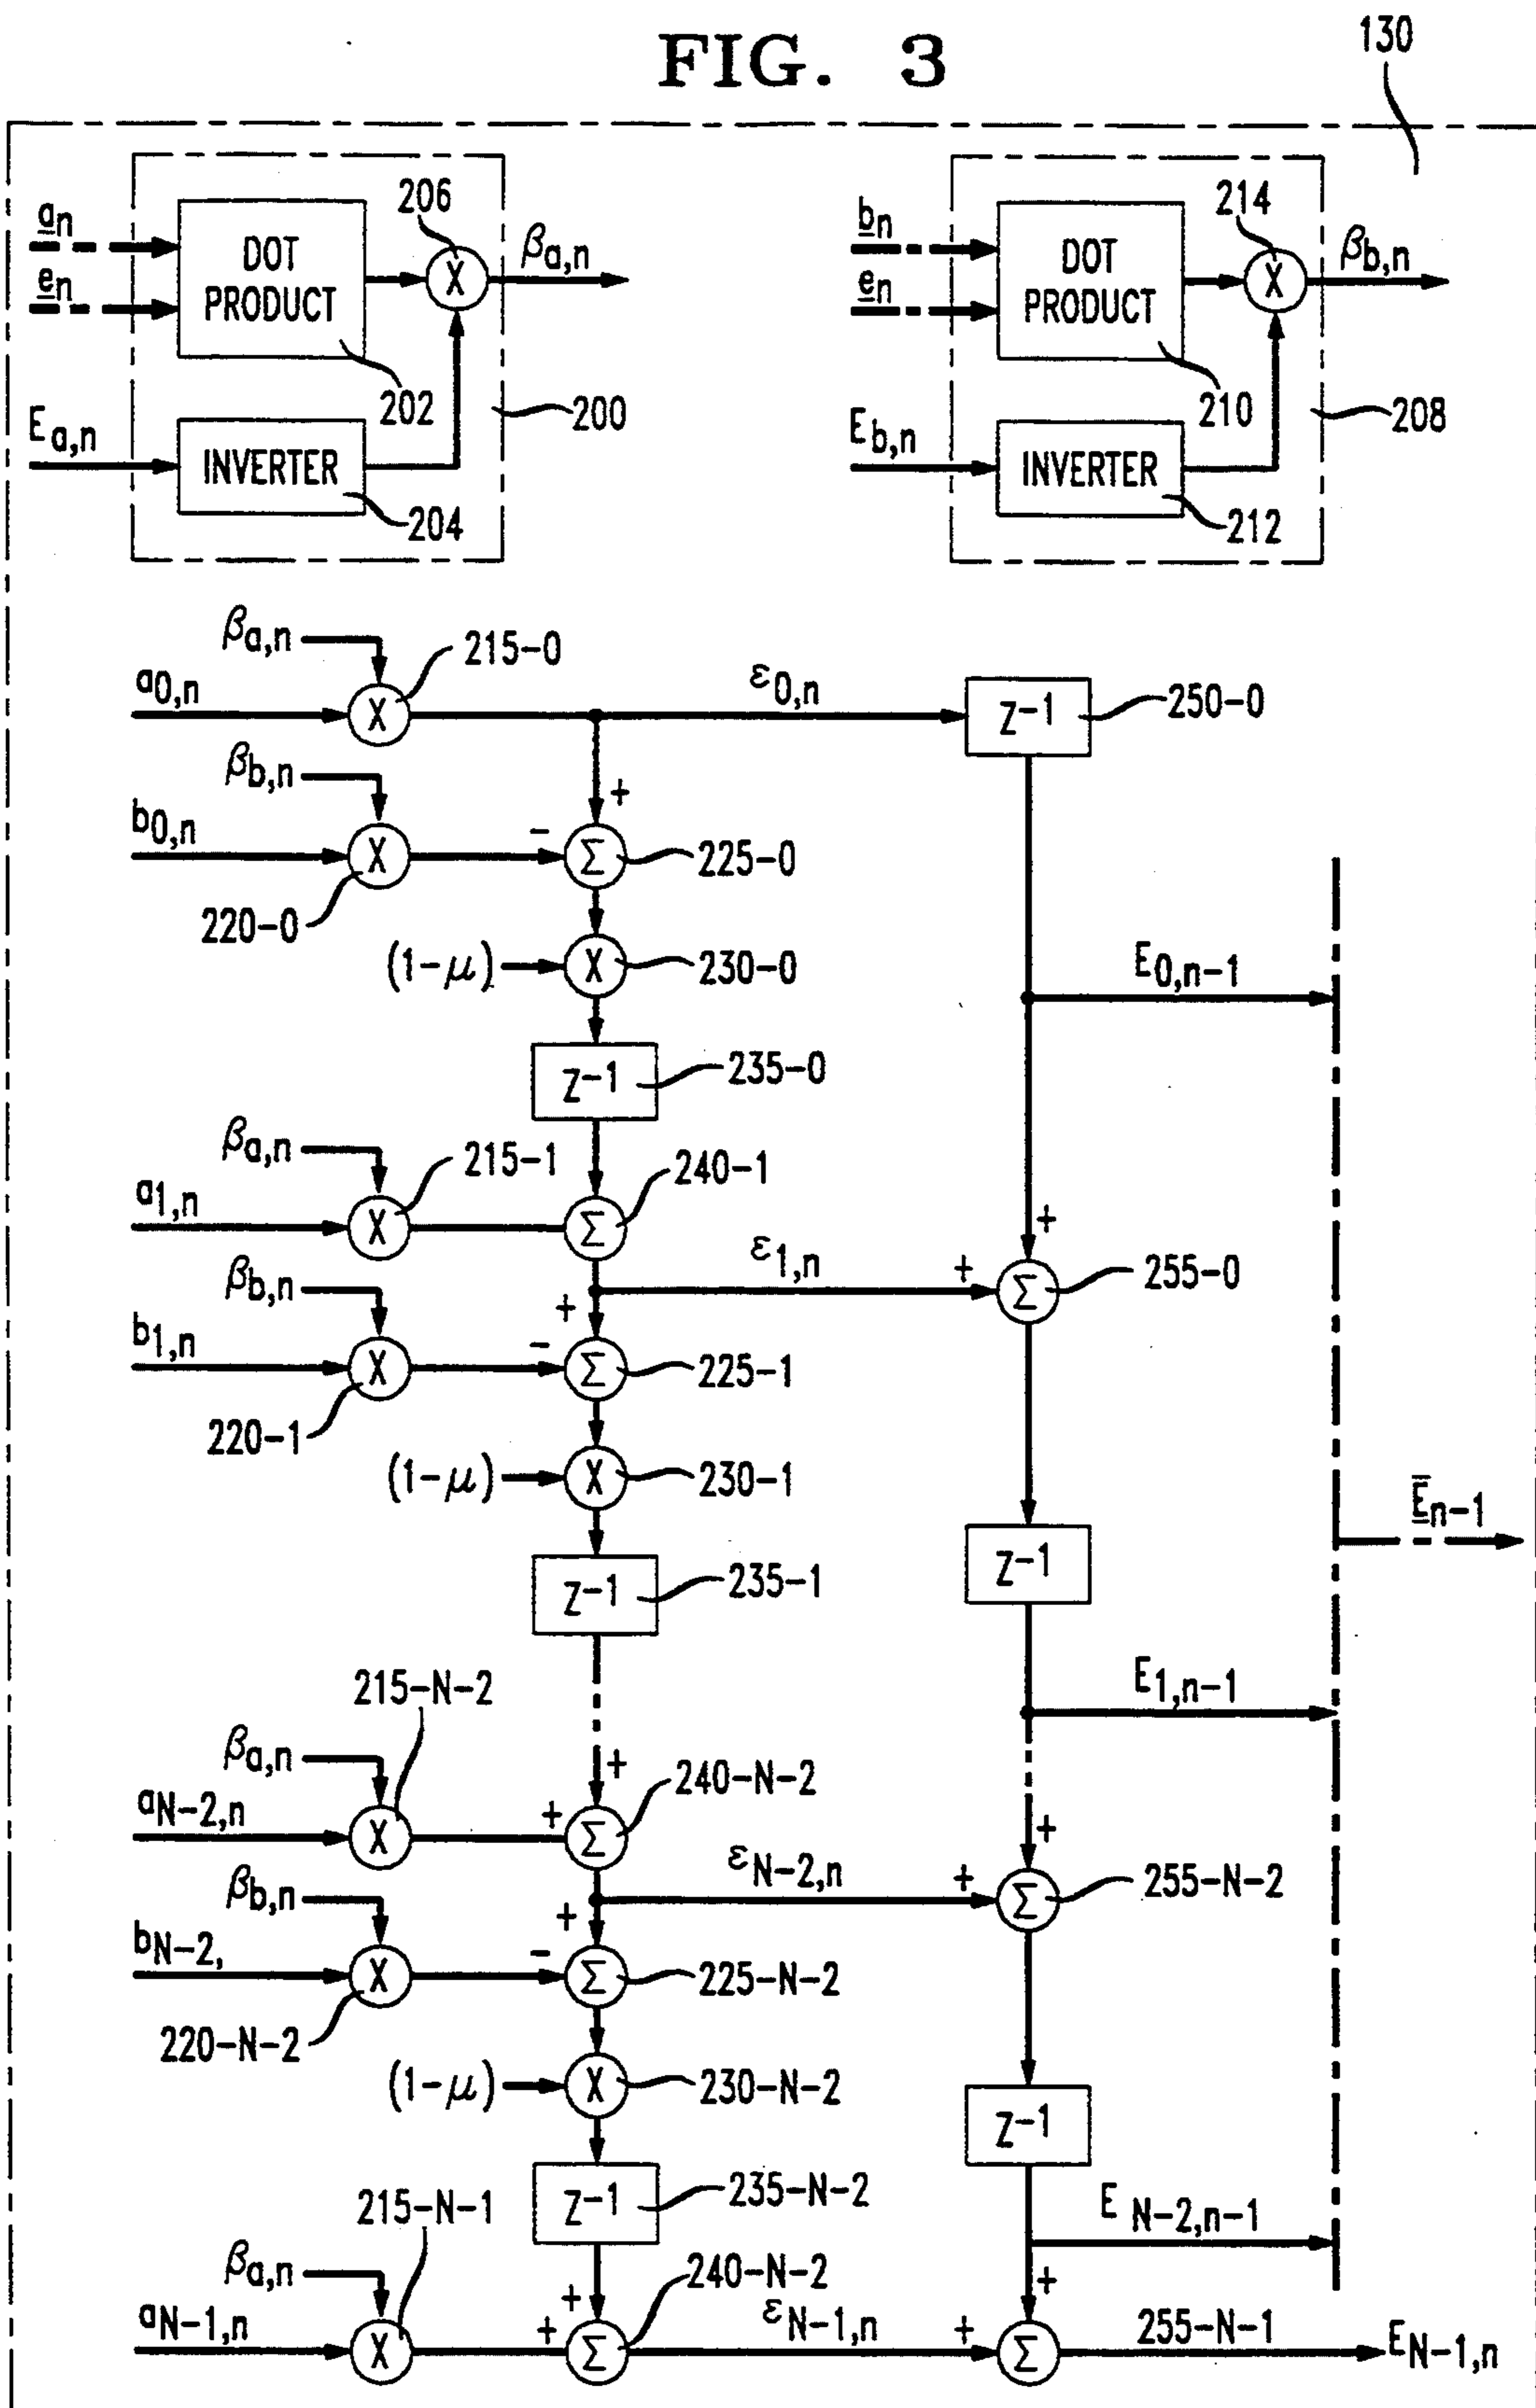 FIG. 3
130
a̲n
e̲n
DOT PRODUCT
206
X
βa,n
202
200
Ea,n
INVERTER
204
b̲n
e̲n
DOT PRODUCT
214
X
βb,n
210
208
Eb,n
INVERTER
212
βa,n
215-0
a0,n
X
ε0,n
Z⁻¹
250-0
βb,n
+
b0,n
X
-
Σ
225-0
220-0
(1-μ)
X
230-0
E0,n-1
Z⁻¹
235-0
βa,n
215-1
240-1
a1,n
X
Σ
+
βb,n
ε1,n
+
Σ
255-0
+
b1,n
X
-
Σ
225-1
220-1
(1-μ)
X
230-1
E̲̅n-1
Z⁻¹
Z⁻¹
235-1
215-N-2
E1,n-1
βa,n
+
240-N-2
aN-2,n
X
+
Σ
+
βb,n
εN-2,n
+
Σ
255-N-2
+
bN-2,
X
-
Σ
225-N-2
220-N-2
(1-μ)
X
230-N-2
Z⁻¹
215-N-1
Z⁻¹
235-N-2
E N-2,n-1
βa,n
+
240-N-2
+
aN-1,n
X
+
Σ
εN-1,n
+
Σ
255-N-1
EN-1,n